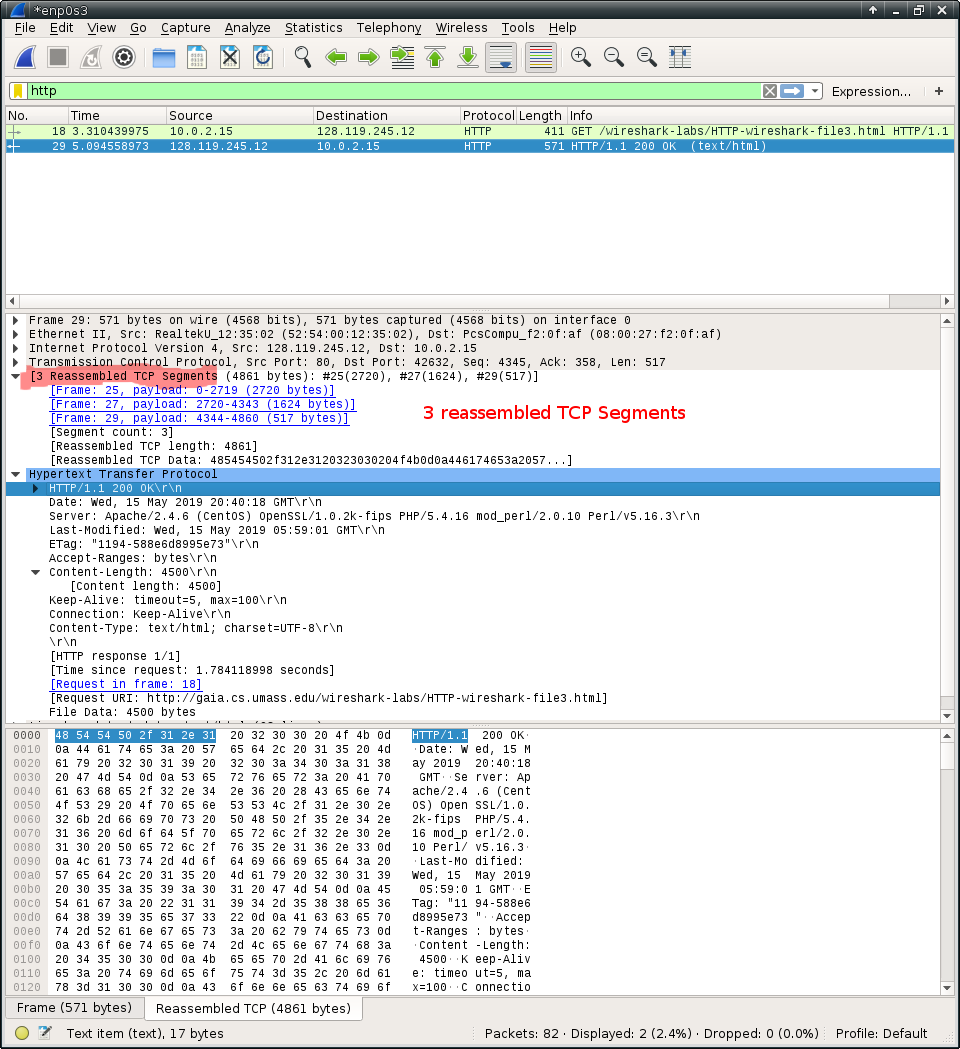 *enp0s3
File Edit View Go Capture Analyze Statistics Telephony Wireless Tools Help
http
Expression...
+
No. Time Source Destination Protocol Length Info
18 3.310439975 10.0.2.15 128.119.245.12 HTTP 411 GET /wireshark-labs/HTTP-wireshark-file3.html HTTP/1.1
29 5.094558973 128.119.245.12 10.0.2.15 HTTP 571 HTTP/1.1 200 OK  (text/html)
Frame 29: 571 bytes on wire (4568 bits), 571 bytes captured (4568 bits) on interface 0
Ethernet II, Src: RealtekU_12:35:02 (52:54:00:12:35:02), Dst: PcsCompu_f2:0f:af (08:00:27:f2:0f:af)
Internet Protocol Version 4, Src: 128.119.245.12, Dst: 10.0.2.15
Transmission Control Protocol, Src Port: 80, Dst Port: 42632, Seq: 4345, Ack: 358, Len: 517
[3 Reassembled TCP Segments (4861 bytes): #25(2720), #27(1624), #29(517)]
[Frame: 25, payload: 0-2719 (2720 bytes)]
[Frame: 27, payload: 2720-4343 (1624 bytes)]
[Frame: 29, payload: 4344-4860 (517 bytes)]
3 reassembled TCP Segments
[Segment count: 3]
[Reassembled TCP length: 4861]
[Reassembled TCP Data: 485454502f312e3120323030204f4b0d0a446174653a2057...]
Hypertext Transfer Protocol
HTTP/1.1 200 OK\r\n
Date: Wed, 15 May 2019 20:40:18 GMT\r\n
Server: Apache/2.4.6 (CentOS) OpenSSL/1.0.2k-fips PHP/5.4.16 mod_perl/2.0.10 Perl/v5.16.3\r\n
Last-Modified: Wed, 15 May 2019 05:59:01 GMT\r\n
ETag: "1194-588e6d8995e73"\r\n
Accept-Ranges: bytes\r\n
Content-Length: 4500\r\n
[Content length: 4500]
Keep-Alive: timeout=5, max=100\r\n
Connection: Keep-Alive\r\n
Content-Type: text/html; charset=UTF-8\r\n
\r\n
[HTTP response 1/1]
[Time since request: 1.784118998 seconds]
[Request in frame: 18]
[Request URI: http://gaia.cs.umass.edu/wireshark-labs/HTTP-wireshark-file3.html]
File Data: 4500 bytes
0000 48 54 54 50 2f 31 2e 31 20 32 30 30 20 4f 4b 0d HTTP/1.1 200 OK·
0010 0a 44 61 74 65 3a 20 57 65 64 2c 20 31 35 20 4d ·Date: W ed, 15 M
0020 61 79 20 32 30 31 39 20 32 30 3a 34 30 3a 31 38 ay 2019 20:40:18
0030 20 47 4d 54 0d 0a 53 65 72 76 65 72 3a 20 41 70 GMT··Se rver: Ap
0040 61 63 68 65 2f 32 2e 34 2e 36 20 28 43 65 6e 74 ache/2.4 .6 (Cent
0050 4f 53 29 20 4f 70 65 6e 53 53 4c 2f 31 2e 30 2e OS) Open SSL/1.0.
0060 32 6b 2d 66 69 70 73 20 50 48 50 2f 35 2e 34 2e 2k-fips PHP/5.4.
0070 31 36 20 6d 6f 64 5f 70 65 72 6c 2f 32 2e 30 2e 16 mod_p erl/2.0.
0080 31 30 20 50 65 72 6c 2f 76 35 2e 31 36 2e 33 0d 10 Perl/ v5.16.3·
0090 0a 4c 61 73 74 2d 4d 6f 64 69 66 69 65 64 3a 20 ·Last-Mo dified:
00a0 57 65 64 2c 20 31 35 20 4d 61 79 20 32 30 31 39 Wed, 15 May 2019
00b0 20 30 35 3a 35 39 3a 30 31 20 47 4d 54 0d 0a 45 05:59:0 1 GMT··E
00c0 54 61 67 3a 20 22 31 31 39 34 2d 35 38 38 65 36 Tag: "11 94-588e6
00d0 64 38 39 39 35 65 37 33 22 0d 0a 41 63 63 65 70 d8995e73 "··Accep
00e0 74 2d 52 61 6e 67 65 73 3a 20 62 79 74 65 73 0d t-Ranges : bytes·
00f0 0a 43 6f 6e 74 65 6e 74 2d 4c 65 6e 67 74 68 3a ·Content -Length:
0100 20 34 35 30 30 0d 0a 4b 65 65 70 2d 41 6c 69 76 4500··K eep-Aliv
0110 65 3a 20 74 69 6d 65 6f 75 74 3d 35 2c 20 6d 61 e: timeo ut=5, ma
0120 78 3d 31 30 30 0d 0a 43 6f 6e 6e 65 63 74 69 6f x=100··C onnectio
Frame (571 bytes) Reassembled TCP (4861 bytes)
Text item (text), 17 bytes
Packets: 82 · Displayed: 2 (2.4%) · Dropped: 0 (0.0%) Profile: Default